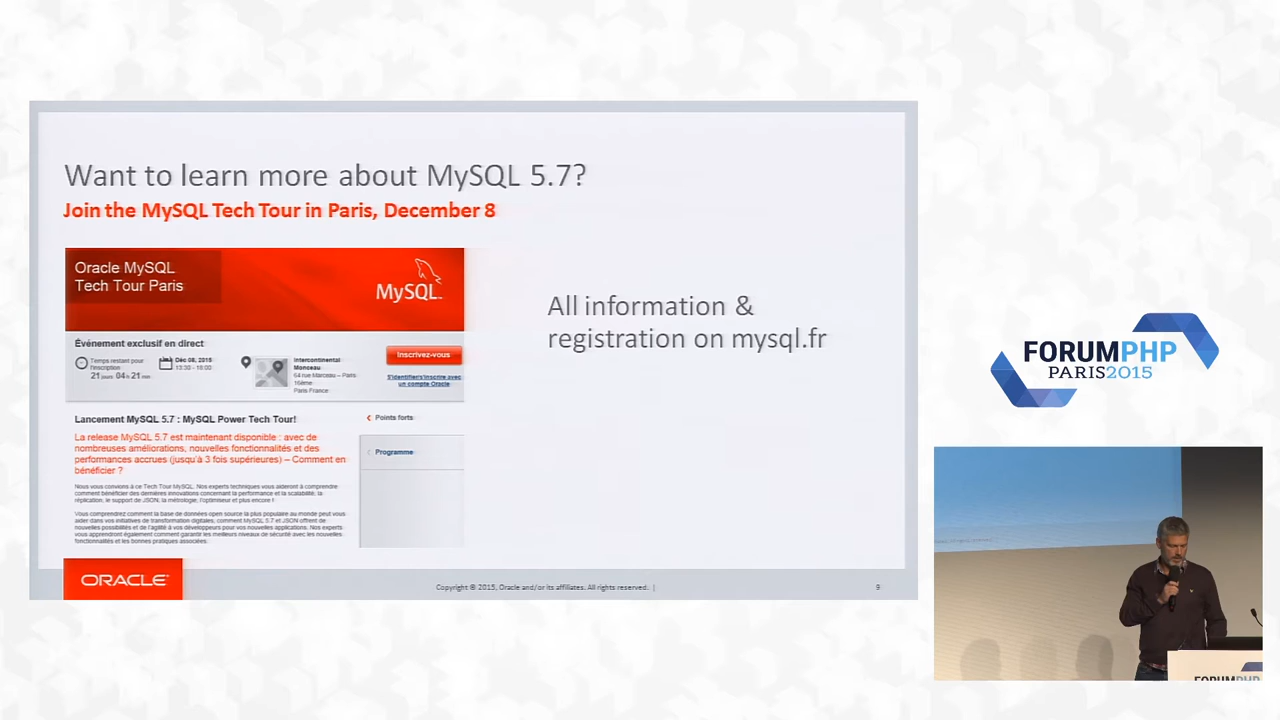 Want to learn more about MySQL 5.7?
Join the MySQL Tech Tour in Paris, December 8
Oracle MySQL
Tech Tour Paris
MySQL
Événement exclusif en direct
Temps restant pour
l'inscription
21 jours 04 h 21 min
Déc 08, 2015
13:30 - 18:00
Intercontinental
Monceau
64 rue Marceau – Paris
16ème
Paris France
Inscrivez-vous
S'identifier/s'inscrire avec
un compte Oracle
Lancement MySQL 5.7 : MySQL Power Tech Tour!
La release MySQL 5.7 est maintenant disponible : avec de
nombreuses améliorations, nouvelles fonctionnalités et des
performances accrues (jusqu'à 3 fois supérieures) – Comment en
bénéficier ?
Nous vous convions à ce Tech Tour MySQL: Nos experts techniques vous aideront à comprendre
comment bénéficier des dernières innovations concernant la performance et la scalabilité, la
réplication, le support de JSON, la métrologie, l'optimiseur et plus encore !
Vous comprendrez comment la base de données open source la plus populaire au monde peut vous
aider dans vos initiatives de transformation digitales, comment MySQL 5.7 et JSON offrent de
nouvelles possibilités et de l'agilité à vos développeurs pour vos nouvelles applications. Nos experts
vous apprendront également comment garantir les meilleurs niveaux de sécurité avec les nouvelles
fonctionnalités et les bonnes pratiques associées.
Points forts
Programme
All information &
registration on mysql.fr
ORACLE
Copyright © 2015, Oracle and/or its affiliates. All rights reserved. |
9
FORUMPHP
PARIS2015
FORUMPHP